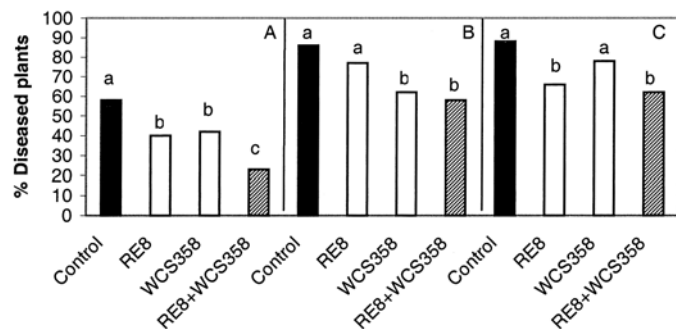 % Diseased plants
100
90
80
70
60
50
40
30
20
10
0
A
a
b
b
c
B
a
a
b
b
C
a
b
a
b
Control
RE8
WCS358
RE8+WCS358
Control
RE8
WCS358
RE8+WCS358
Control
RE8
WCS358
RE8+WCS358